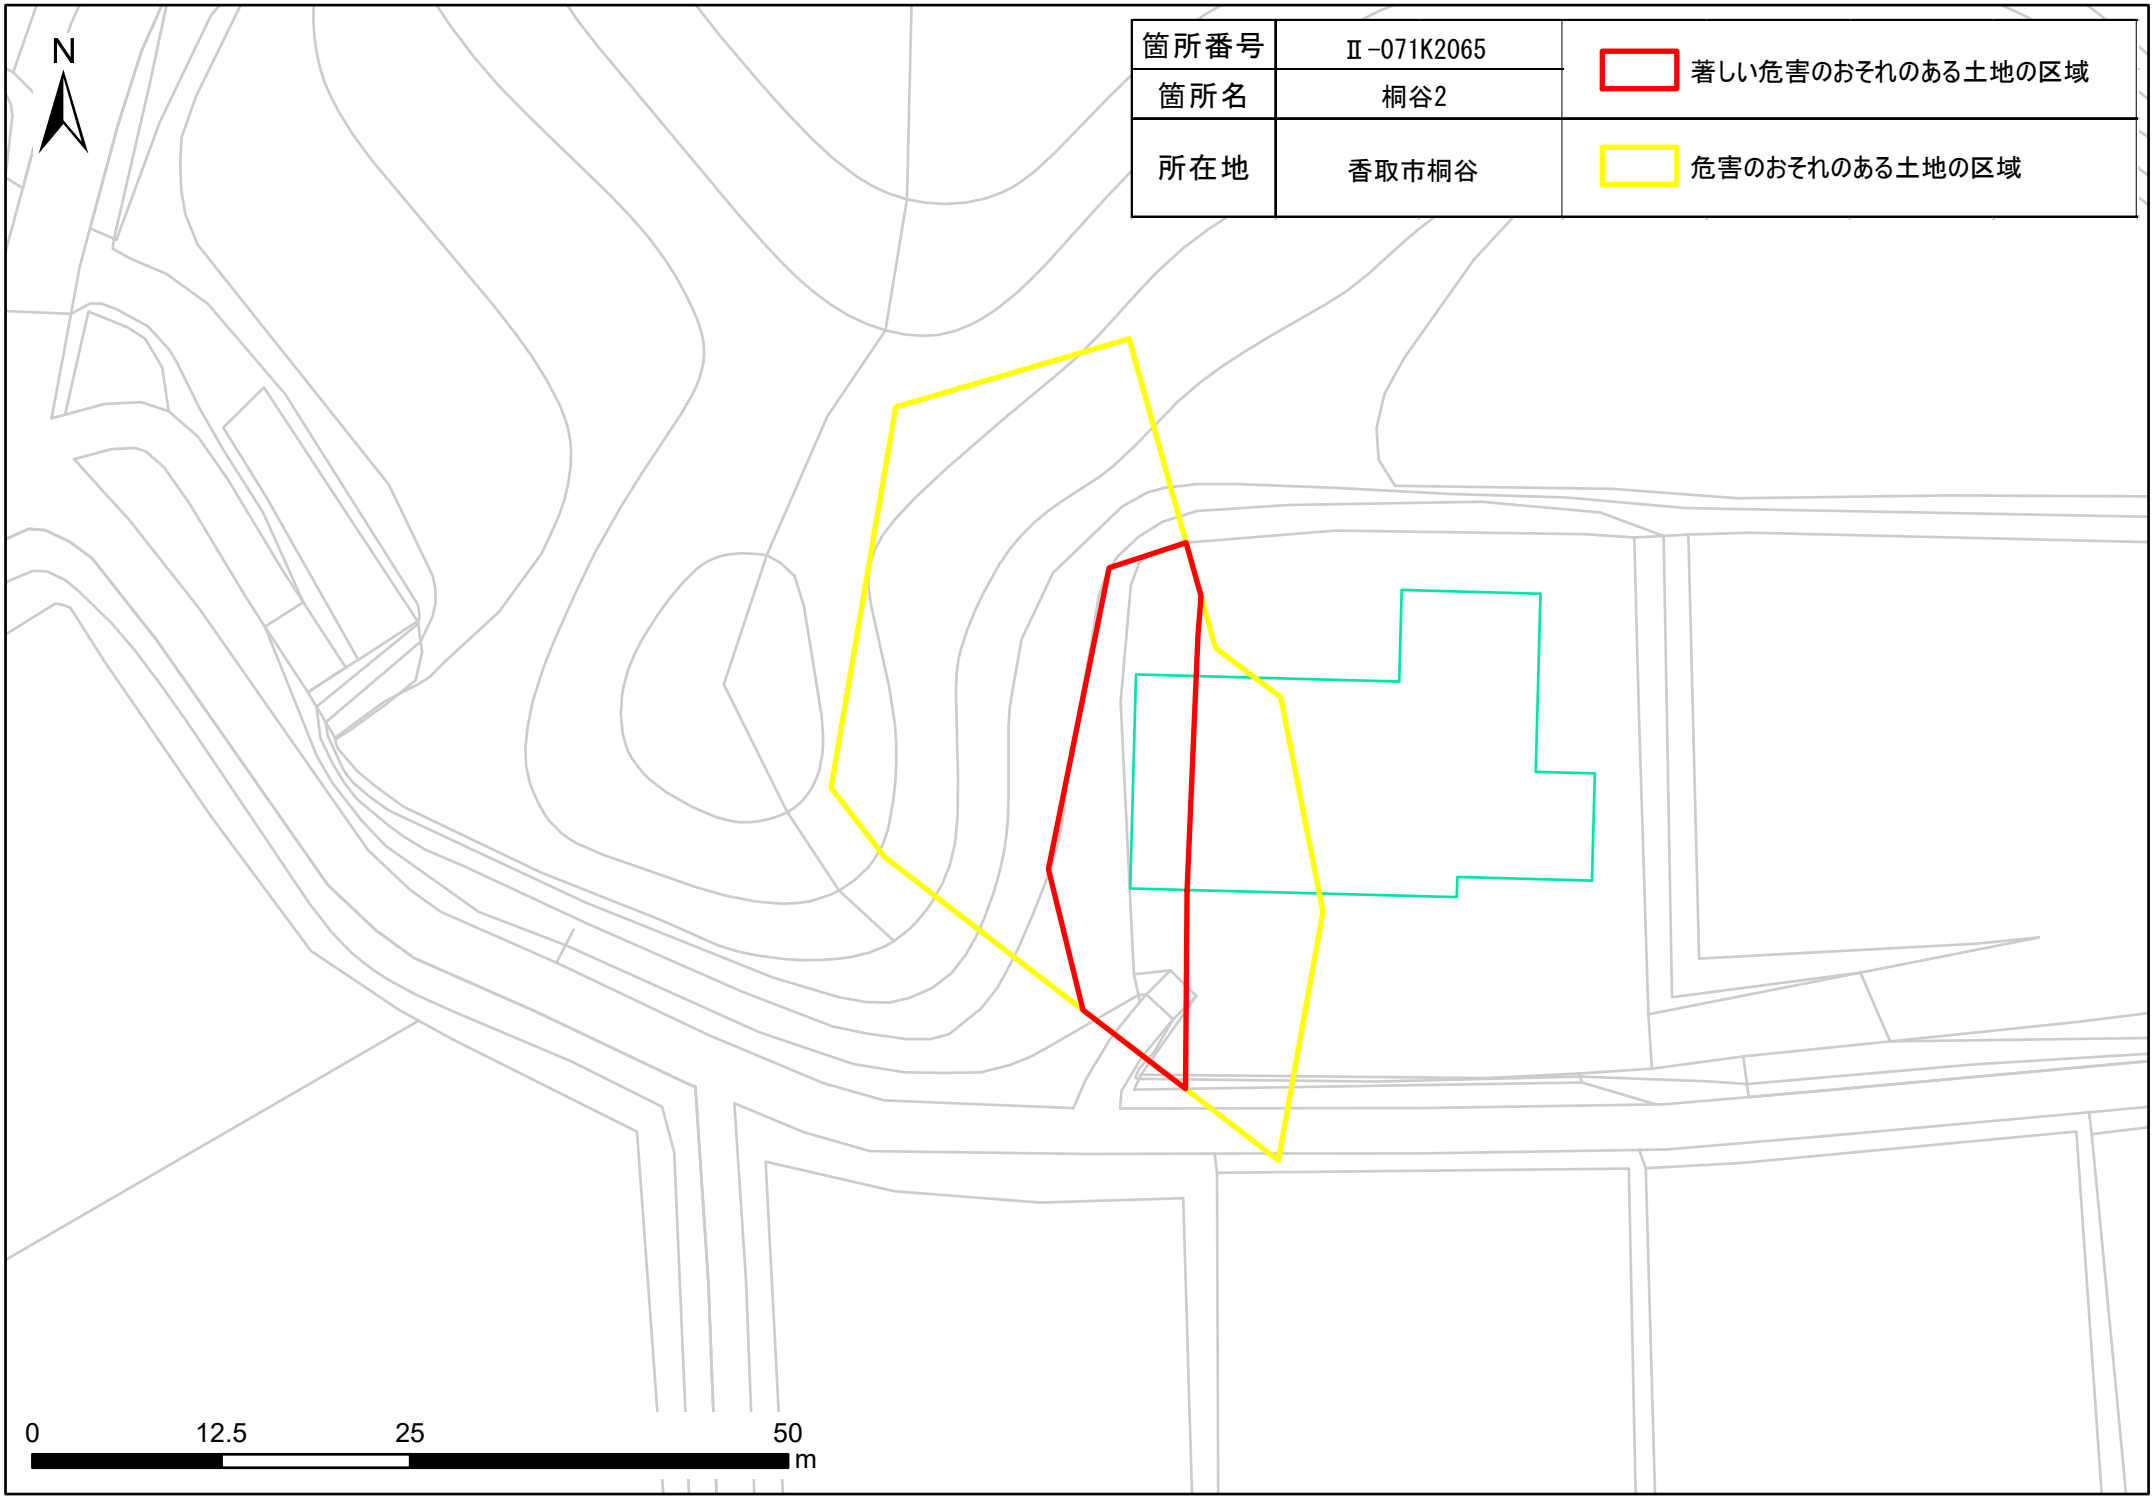 N
箇所番号 Ⅱ-071K2065
箇所名 桐谷2
所在地 香取市桐谷
著しい危害のおそれのある土地の区域
危害のおそれのある土地の区域
0 12.5 25 50
m